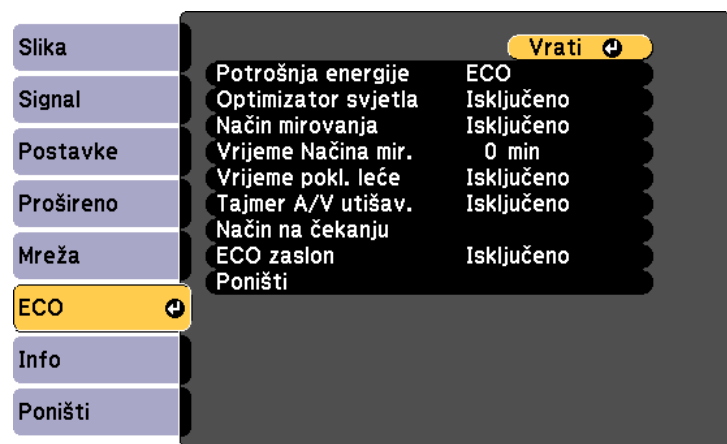 Slika
Signal
Postavke
Prošireno
Mreža
ECO
Info
Poništi
Vrati
Potrošnja energije ECO
Optimizator svjetla Isključeno
Način mirovanja Isključeno
Vrijeme Načina mir. 0 min
Vrijeme pokl. leće Isključeno
Tajmer A/V utišav. Isključeno
Način na čekanju
ECO zaslon Isključeno
Poništi